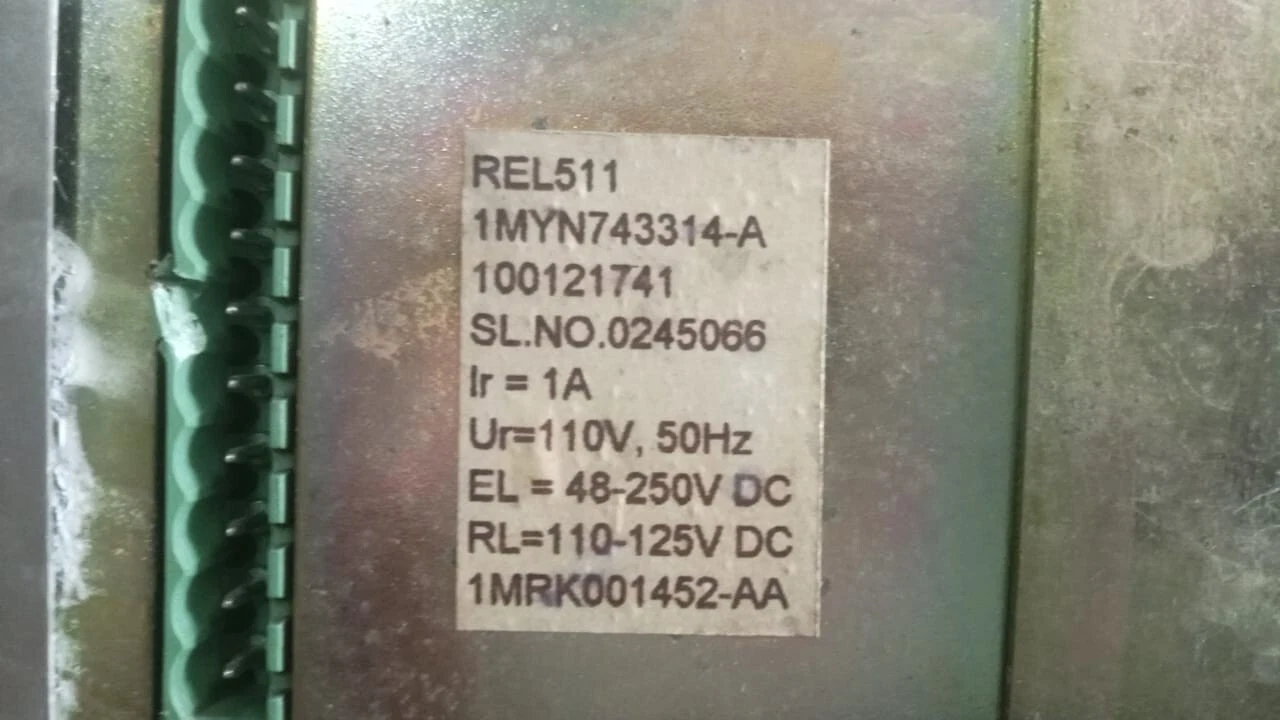 REL511
1MYN743314-A
100121741
SL.NO.0245066
Ir = 1A
Ur=110V, 50Hz
EL = 48-250V DC
RL=110-125V DC
1MRK001452-AA